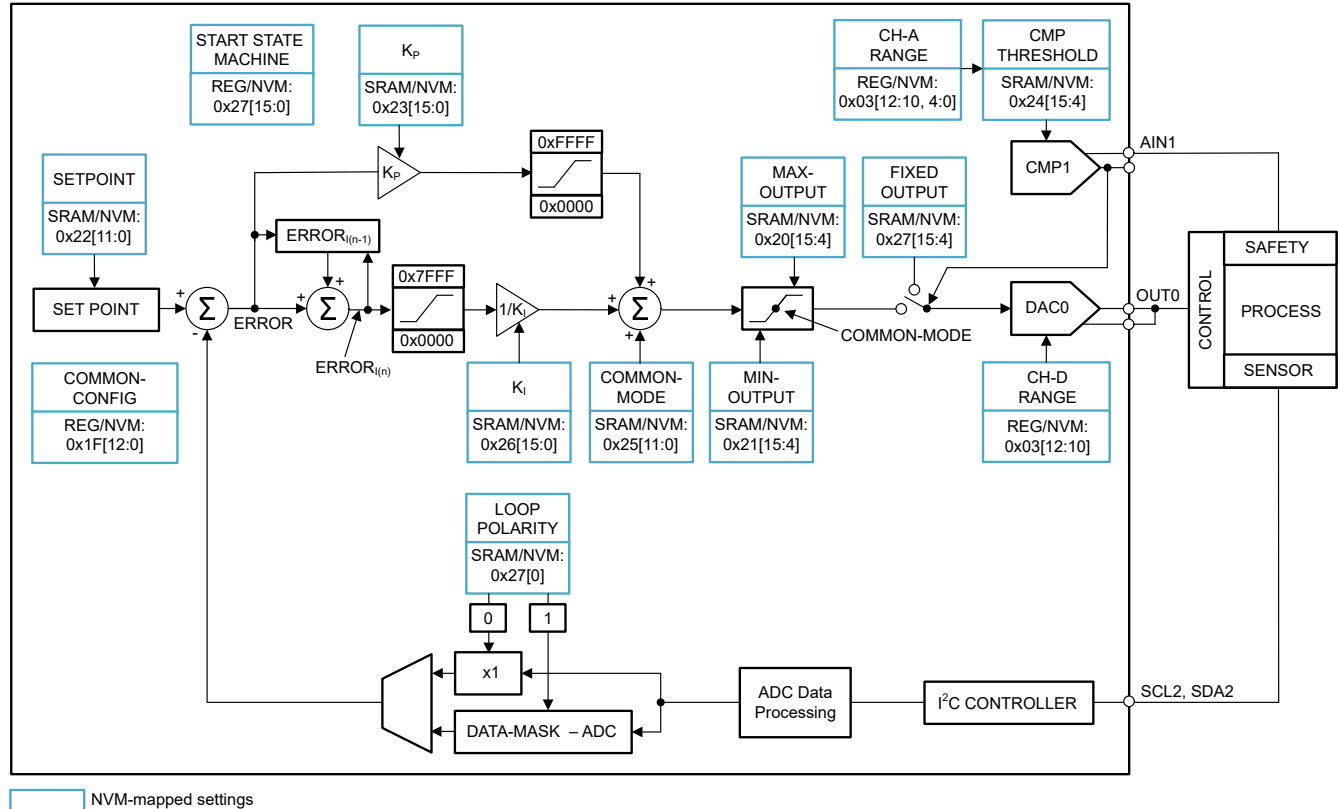 START STATE
MACHINE
REG/NVM:
0x27[15:0]
KP
SRAM/NVM:
0x23[15:0]
CH-A
RANGE
REG/NVM:
0x03[12:10, 4:0]
CMP
THRESHOLD
SRAM/NVM:
0x24[15:4]
AIN1
CMP1
0xFFFF
0x0000
KP
SETPOINT
SRAM/NVM:
0x22[11:0]
MAX-
OUTPUT
SRAM/NVM:
0x20[15:4]
FIXED
OUTPUT
SRAM/NVM:
0x27[15:4]
ERRORI(n-1)
SET POINT
+
-
Σ
ERROR
+
+
Σ
ERRORI(n)
0x7FFF
0x0000
1/KI
+
+
+
Σ
COMMON-MODE
DAC0
OUT0
CONTROL
SAFETY
PROCESS
SENSOR
COMMON-
CONFIG
REG/NVM:
0x1F[12:0]
KI
SRAM/NVM:
0x26[15:0]
COMMON-
MODE
SRAM/NVM:
0x25[11:0]
MIN-
OUTPUT
SRAM/NVM:
0x21[15:4]
CH-D
RANGE
REG/NVM:
0x03[12:10]
LOOP
POLARITY
SRAM/NVM:
0x27[0]
0
1
x1
DATA-MASK – ADC
ADC Data
Processing
I²C CONTROLLER
SCL2, SDA2
NVM-mapped settings